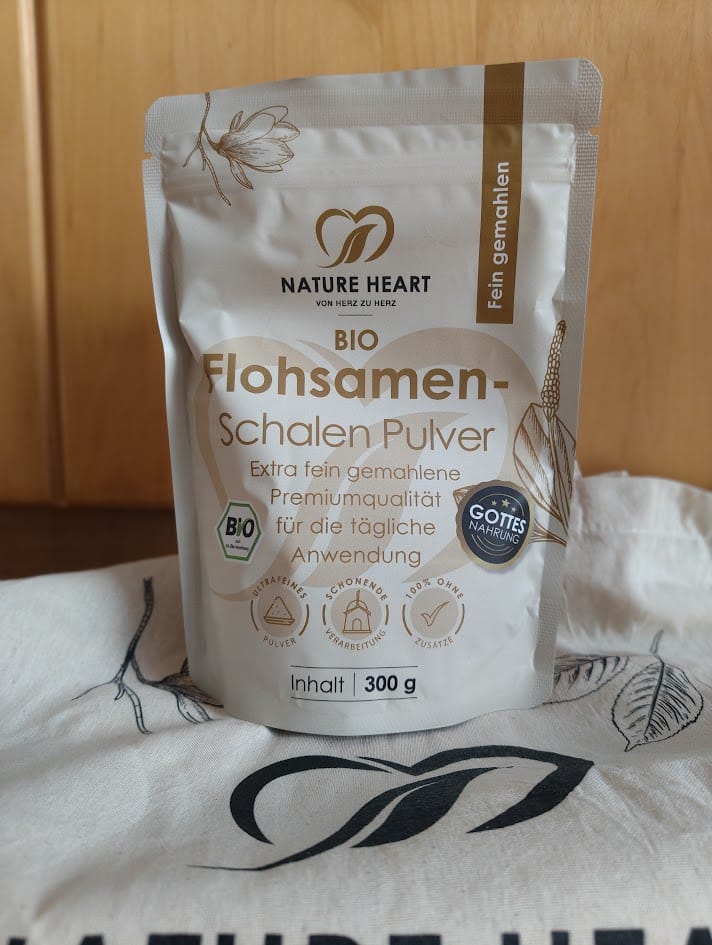 Fein gemahlen
NATURE HEART
VON HERZ ZU HERZ
BIO
Flohsamen-
Schalen Pulver
Extra fein gemahlene
Premiumqualität
für die tägliche
Anwendung
BIO
GOTTES
NAHRUNG
ULTRAFEINES
PULVER
SCHONENDE
VERARBEITUNG
100% OHNE
ZUSÄTZE
Inhalt | 300 g